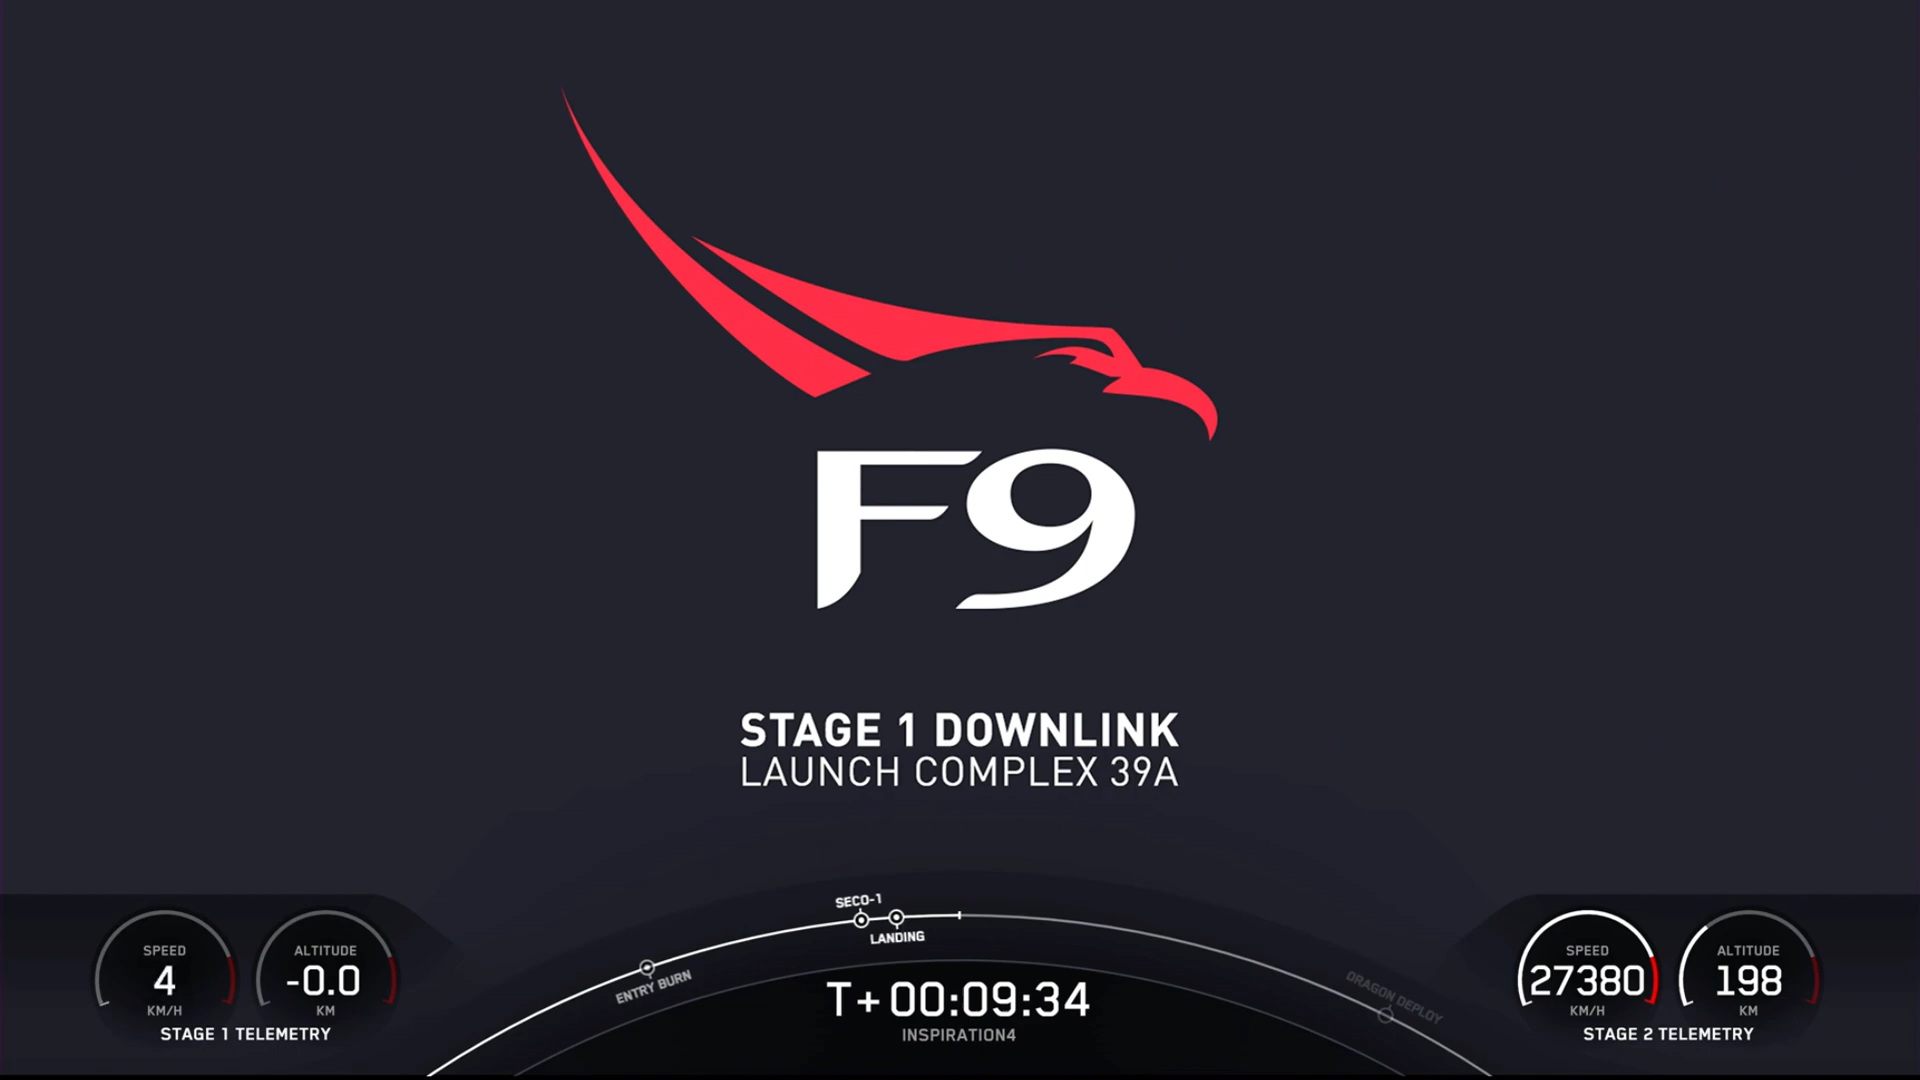 F9
STAGE 1 DOWNLINK
LAUNCH COMPLEX 39A
SPEED
4
KM/H
ALTITUDE
-0.0
KM
STAGE 1 TELEMETRY
ENTRY BURN
SECO-1
LANDING
DRAGON DEPLOY
T+00:09:34
INSPIRATION4
SPEED
27380
KM/H
ALTITUDE
198
KM
STAGE 2 TELEMETRY